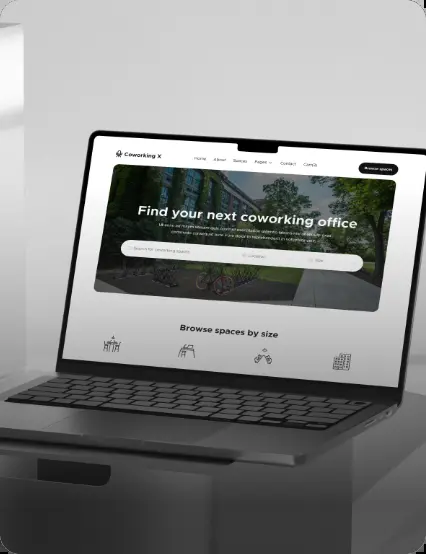 Coworking X
Home About Spaces Pages Contact Cart(0)
Browse spaces
Find your next coworking office
Search for coworking spaces Location Size
Browse spaces by size